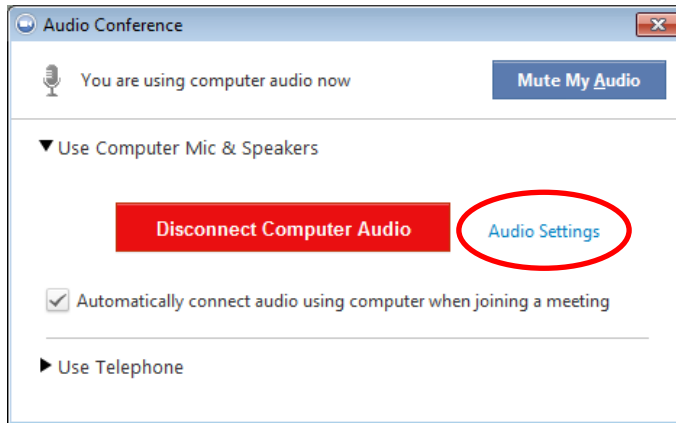 Audio Conference
You are using computer audio now
Mute My Audio
Use Computer Mic & Speakers
Disconnect Computer Audio
Audio Settings
Automatically connect audio using computer when joining a meeting
Use Telephone